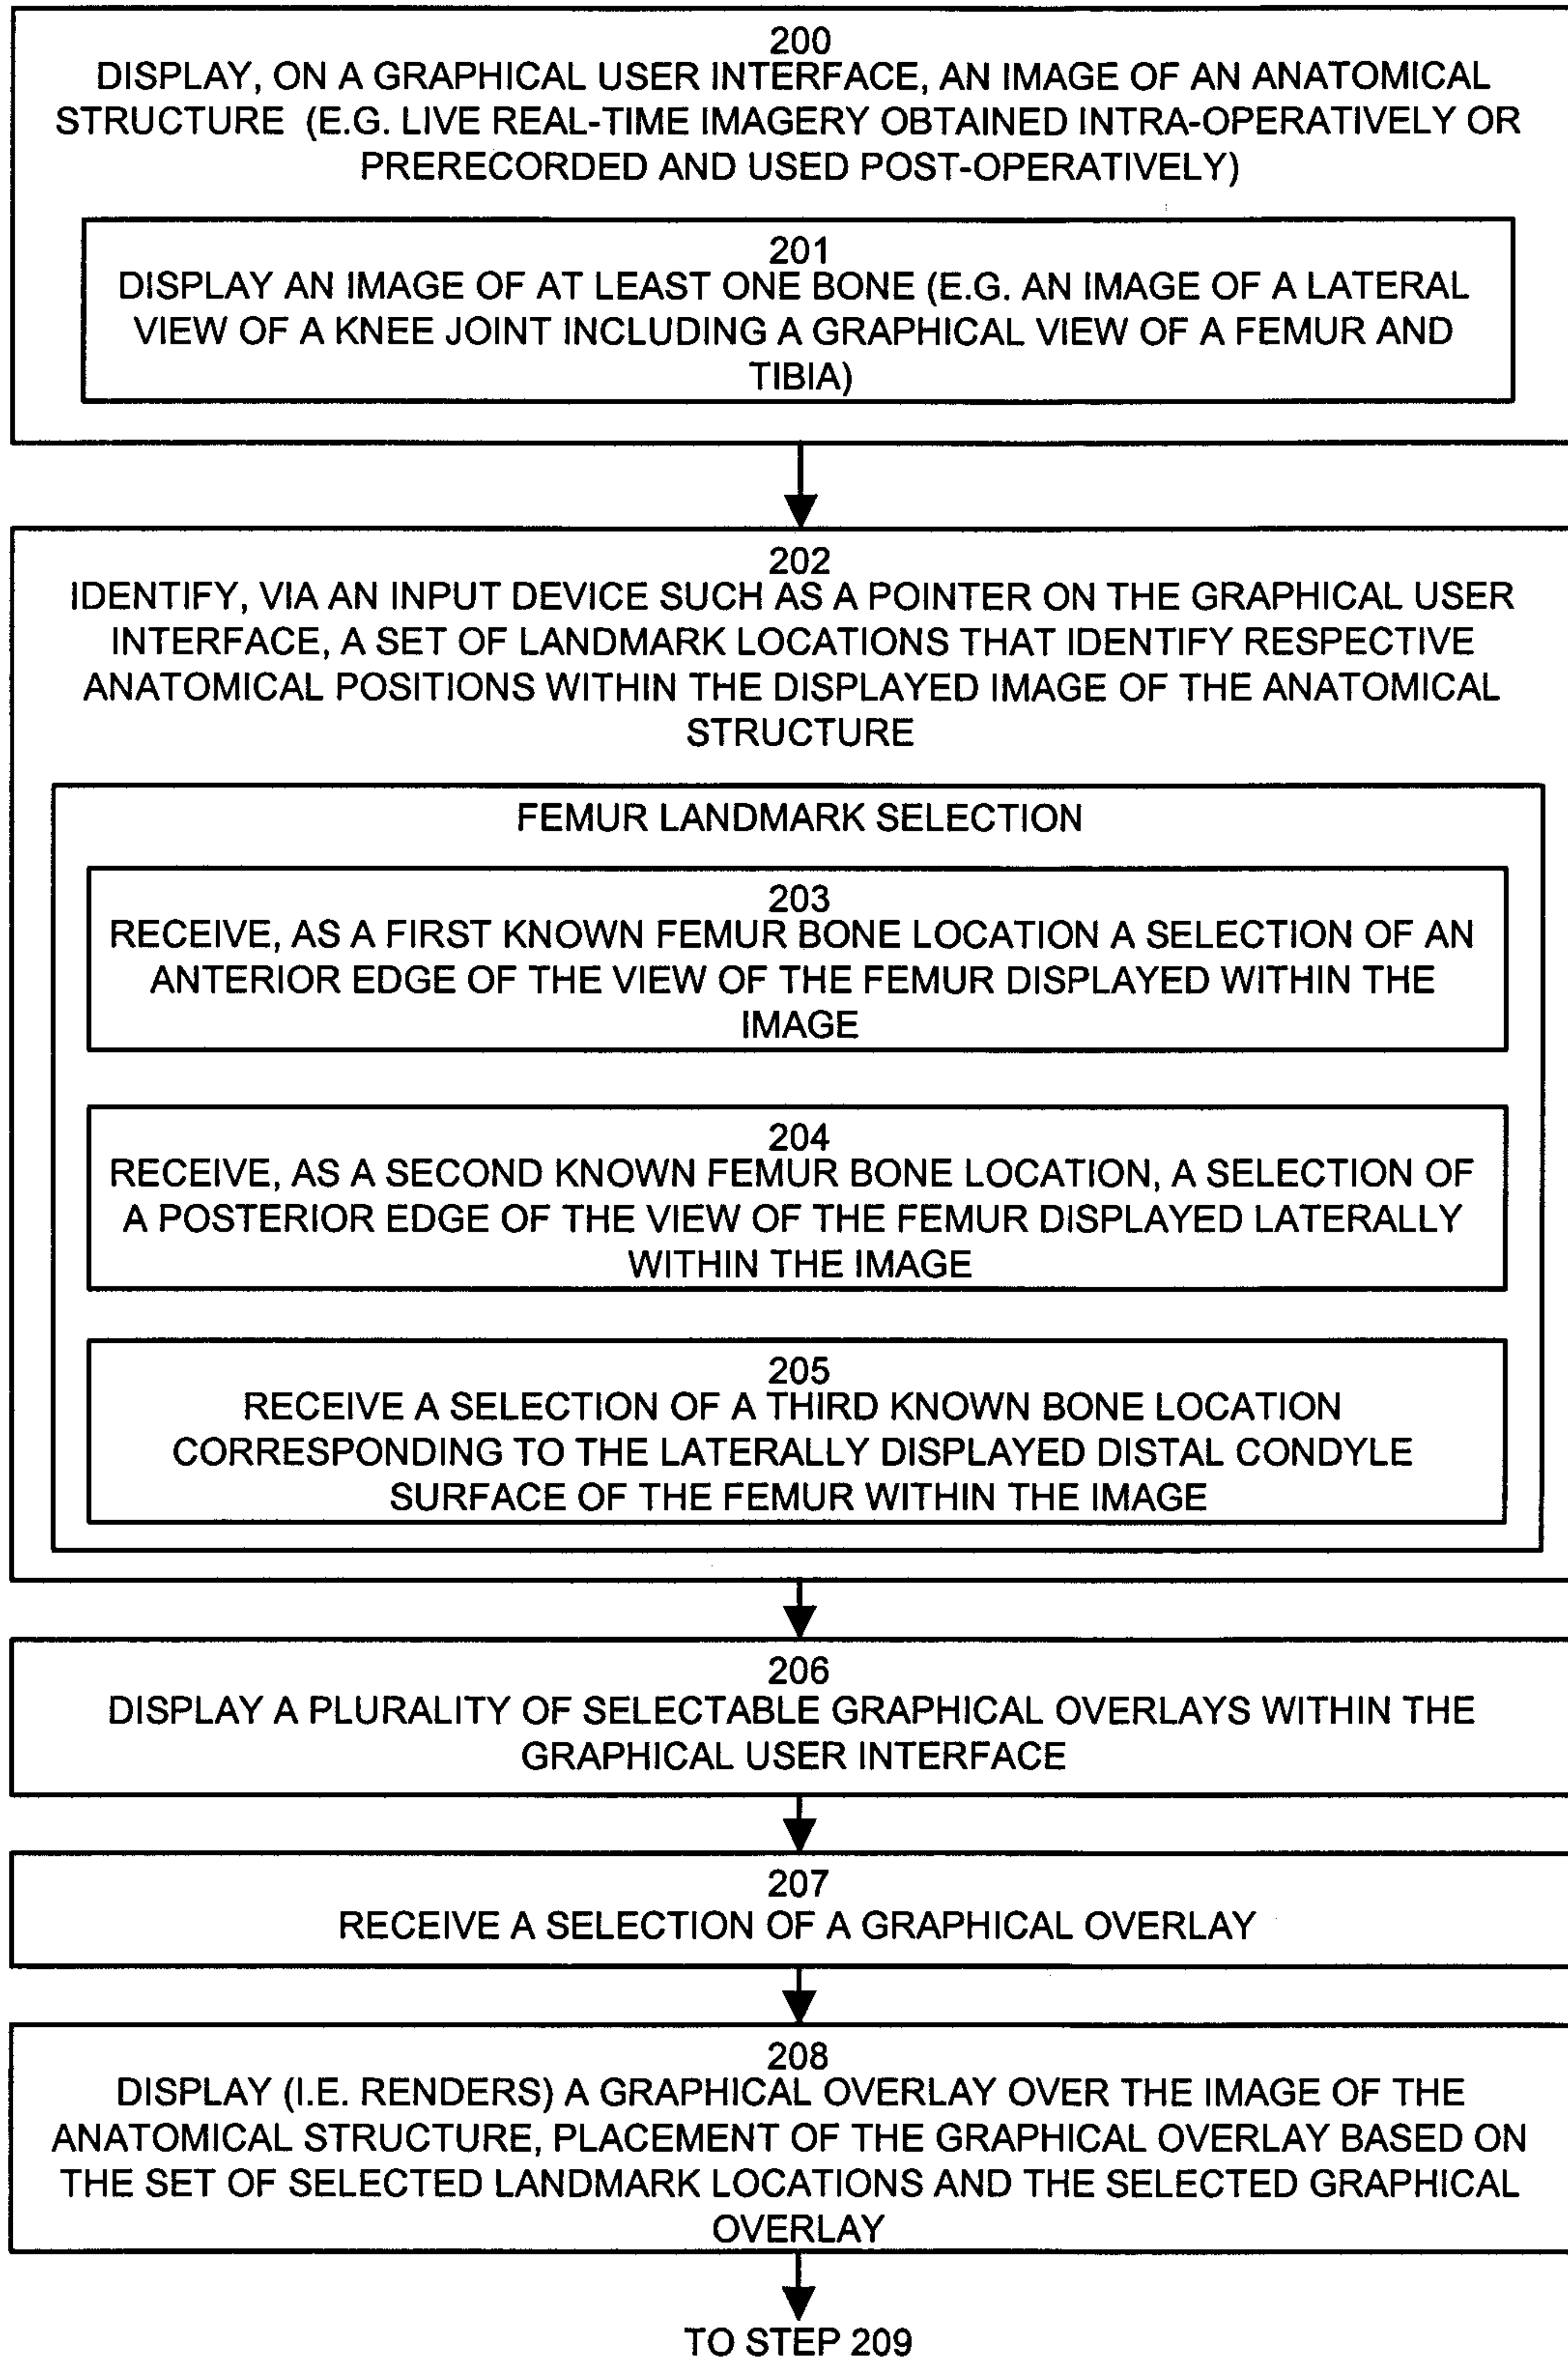 200
DISPLAY, ON A GRAPHICAL USER INTERFACE, AN IMAGE OF AN ANATOMICAL
STRUCTURE (E.G. LIVE REAL-TIME IMAGERY OBTAINED INTRA-OPERATIVELY OR
PRERECORDED AND USED POST-OPERATIVELY)
201
DISPLAY AN IMAGE OF AT LEAST ONE BONE (E.G. AN IMAGE OF A LATERAL
VIEW OF A KNEE JOINT INCLUDING A GRAPHICAL VIEW OF A FEMUR AND
TIBIA)
202
IDENTIFY, VIA AN INPUT DEVICE SUCH AS A POINTER ON THE GRAPHICAL USER
INTERFACE, A SET OF LANDMARK LOCATIONS THAT IDENTIFY RESPECTIVE
ANATOMICAL POSITIONS WITHIN THE DISPLAYED IMAGE OF THE ANATOMICAL
STRUCTURE
FEMUR LANDMARK SELECTION
203
RECEIVE, AS A FIRST KNOWN FEMUR BONE LOCATION A SELECTION OF AN
ANTERIOR EDGE OF THE VIEW OF THE FEMUR DISPLAYED WITHIN THE
IMAGE
204
RECEIVE, AS A SECOND KNOWN FEMUR BONE LOCATION, A SELECTION OF
A POSTERIOR EDGE OF THE VIEW OF THE FEMUR DISPLAYED LATERALLY
WITHIN THE IMAGE
205
RECEIVE A SELECTION OF A THIRD KNOWN BONE LOCATION
CORRESPONDING TO THE LATERALLY DISPLAYED DISTAL CONDYLE
SURFACE OF THE FEMUR WITHIN THE IMAGE
206
DISPLAY A PLURALITY OF SELECTABLE GRAPHICAL OVERLAYS WITHIN THE
GRAPHICAL USER INTERFACE
207
RECEIVE A SELECTION OF A GRAPHICAL OVERLAY
208
DISPLAY (I.E. RENDERS) A GRAPHICAL OVERLAY OVER THE IMAGE OF THE
ANATOMICAL STRUCTURE, PLACEMENT OF THE GRAPHICAL OVERLAY BASED ON
THE SET OF SELECTED LANDMARK LOCATIONS AND THE SELECTED GRAPHICAL
OVERLAY
TO STEP 209